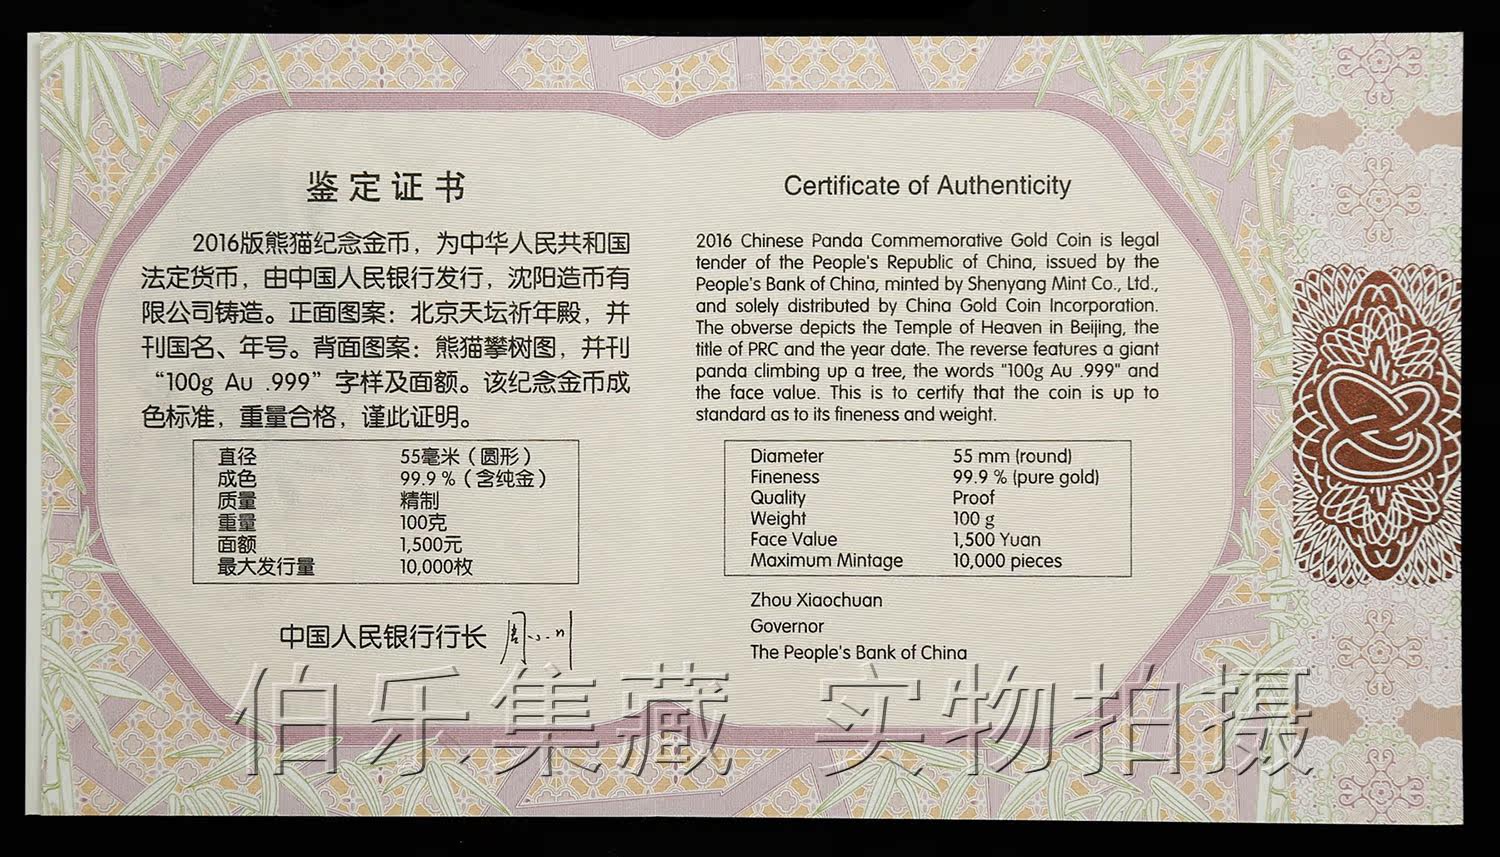 鉴定证书
2016版熊猫纪念金币，为中华人民共和国
法定货币，由中国人民银行发行，沈阳造币有
限公司铸造。正面图案：北京天坛祈年殿，并
刊国名、年号。背面图案：熊猫攀树图，并刊
“100g Au .999”字样及面额。该纪念金币成
色标准，重量合格，谨此证明。
直径 55毫米（圆形）
成色 99.9 %（含纯金）
质量 精制
重量 100克
面额 1,500元
最大发行量 10,000枚
中国人民银行行长 周小川
Certificate of Authenticity
2016 Chinese Panda Commemorative Gold Coin is legal
tender of the People's Republic of China, issued by the
People's Bank of China, minted by Shenyang Mint Co., Ltd.,
and solely distributed by China Gold Coin Incorporation.
The obverse depicts the Temple of Heaven in Beijing, the
title of PRC and the year date. The reverse features a giant
panda climbing up a tree, the words "100g Au .999" and
the face value. This is to certify that the coin is up to
standard as to its fineness and weight.
Diameter 55 mm (round)
Fineness 99.9 % (pure gold)
Quality Proof
Weight 100 g
Face Value 1,500 Yuan
Maximum Mintage 10,000 pieces
Zhou Xiaochuan
Governor
The People's Bank of China
伯乐集藏 实物拍摄